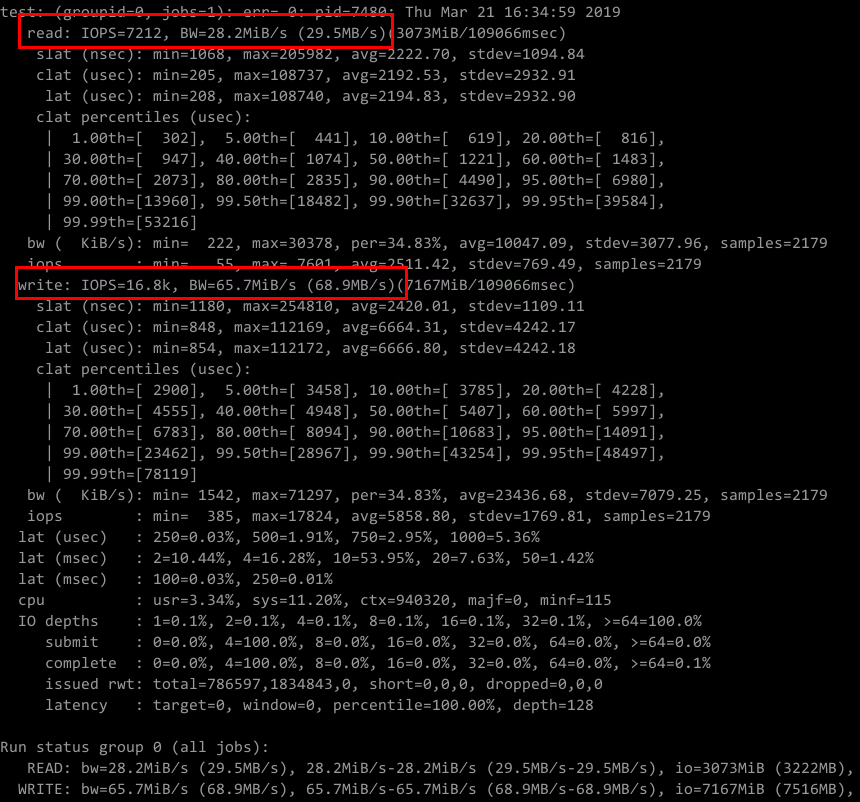 test: (groupid=0, jobs=1): err= 0: pid=7480: Thu Mar 21 16:34:59 2019
read: IOPS=7212, BW=28.2MiB/s (29.5MB/s)(3073MiB/109066msec)
slat (nsec): min=1068, max=205982, avg=2222.70, stdev=1094.84
clat (usec): min=205, max=108737, avg=2192.53, stdev=2932.91
lat (usec): min=208, max=108740, avg=2194.83, stdev=2932.90
clat percentiles (usec):
| 1.00th=[ 302], 5.00th=[ 441], 10.00th=[ 619], 20.00th=[ 816],
| 30.00th=[ 947], 40.00th=[ 1074], 50.00th=[ 1221], 60.00th=[ 1483],
| 70.00th=[ 2073], 80.00th=[ 2835], 90.00th=[ 4490], 95.00th=[ 6980],
| 99.00th=[13960], 99.50th=[18482], 99.90th=[32637], 99.95th=[39584],
| 99.99th=[53216]
bw ( KiB/s): min= 222, max=30378, per=34.83%, avg=10047.09, stdev=3077.96, samples=2179
iops : min= 55, max= 7601, avg=2511.42, stdev=769.49, samples=2179
write: IOPS=16.8k, BW=65.7MiB/s (68.9MB/s)(7167MiB/109066msec)
slat (nsec): min=1180, max=254810, avg=2420.01, stdev=1109.11
clat (usec): min=848, max=112169, avg=6664.31, stdev=4242.17
lat (usec): min=854, max=112172, avg=6666.80, stdev=4242.18
clat percentiles (usec):
| 1.00th=[ 2900], 5.00th=[ 3458], 10.00th=[ 3785], 20.00th=[ 4228],
| 30.00th=[ 4555], 40.00th=[ 4948], 50.00th=[ 5407], 60.00th=[ 5997],
| 70.00th=[ 6783], 80.00th=[ 8094], 90.00th=[10683], 95.00th=[14091],
| 99.00th=[23462], 99.50th=[28967], 99.90th=[43254], 99.95th=[48497],
| 99.99th=[78119]
bw ( KiB/s): min= 1542, max=71297, per=34.83%, avg=23436.68, stdev=7079.25, samples=2179
iops : min= 385, max=17824, avg=5858.80, stdev=1769.81, samples=2179
lat (usec) : 250=0.03%, 500=1.91%, 750=2.95%, 1000=5.36%
lat (msec) : 2=10.44%, 4=16.28%, 10=53.95%, 20=7.63%, 50=1.42%
lat (msec) : 100=0.03%, 250=0.01%
cpu : usr=3.34%, sys=11.20%, ctx=940320, majf=0, minf=115
IO depths : 1=0.1%, 2=0.1%, 4=0.1%, 8=0.1%, 16=0.1%, 32=0.1%, >=64=100.0%
submit : 0=0.0%, 4=100.0%, 8=0.0%, 16=0.0%, 32=0.0%, 64=0.0%, >=64=0.0%
complete : 0=0.0%, 4=100.0%, 8=0.0%, 16=0.0%, 32=0.0%, 64=0.0%, >=64=0.1%
issued rwt: total=786597,1834843,0, short=0,0,0, dropped=0,0,0
latency : target=0, window=0, percentile=100.00%, depth=128
Run status group 0 (all jobs):
READ: bw=28.2MiB/s (29.5MB/s), 28.2MiB/s-28.2MiB/s (29.5MB/s-29.5MB/s), io=3073MiB (3222MB),
WRITE: bw=65.7MiB/s (68.9MB/s), 65.7MiB/s-65.7MiB/s (68.9MB/s-68.9MB/s), io=7167MiB (7516MB),